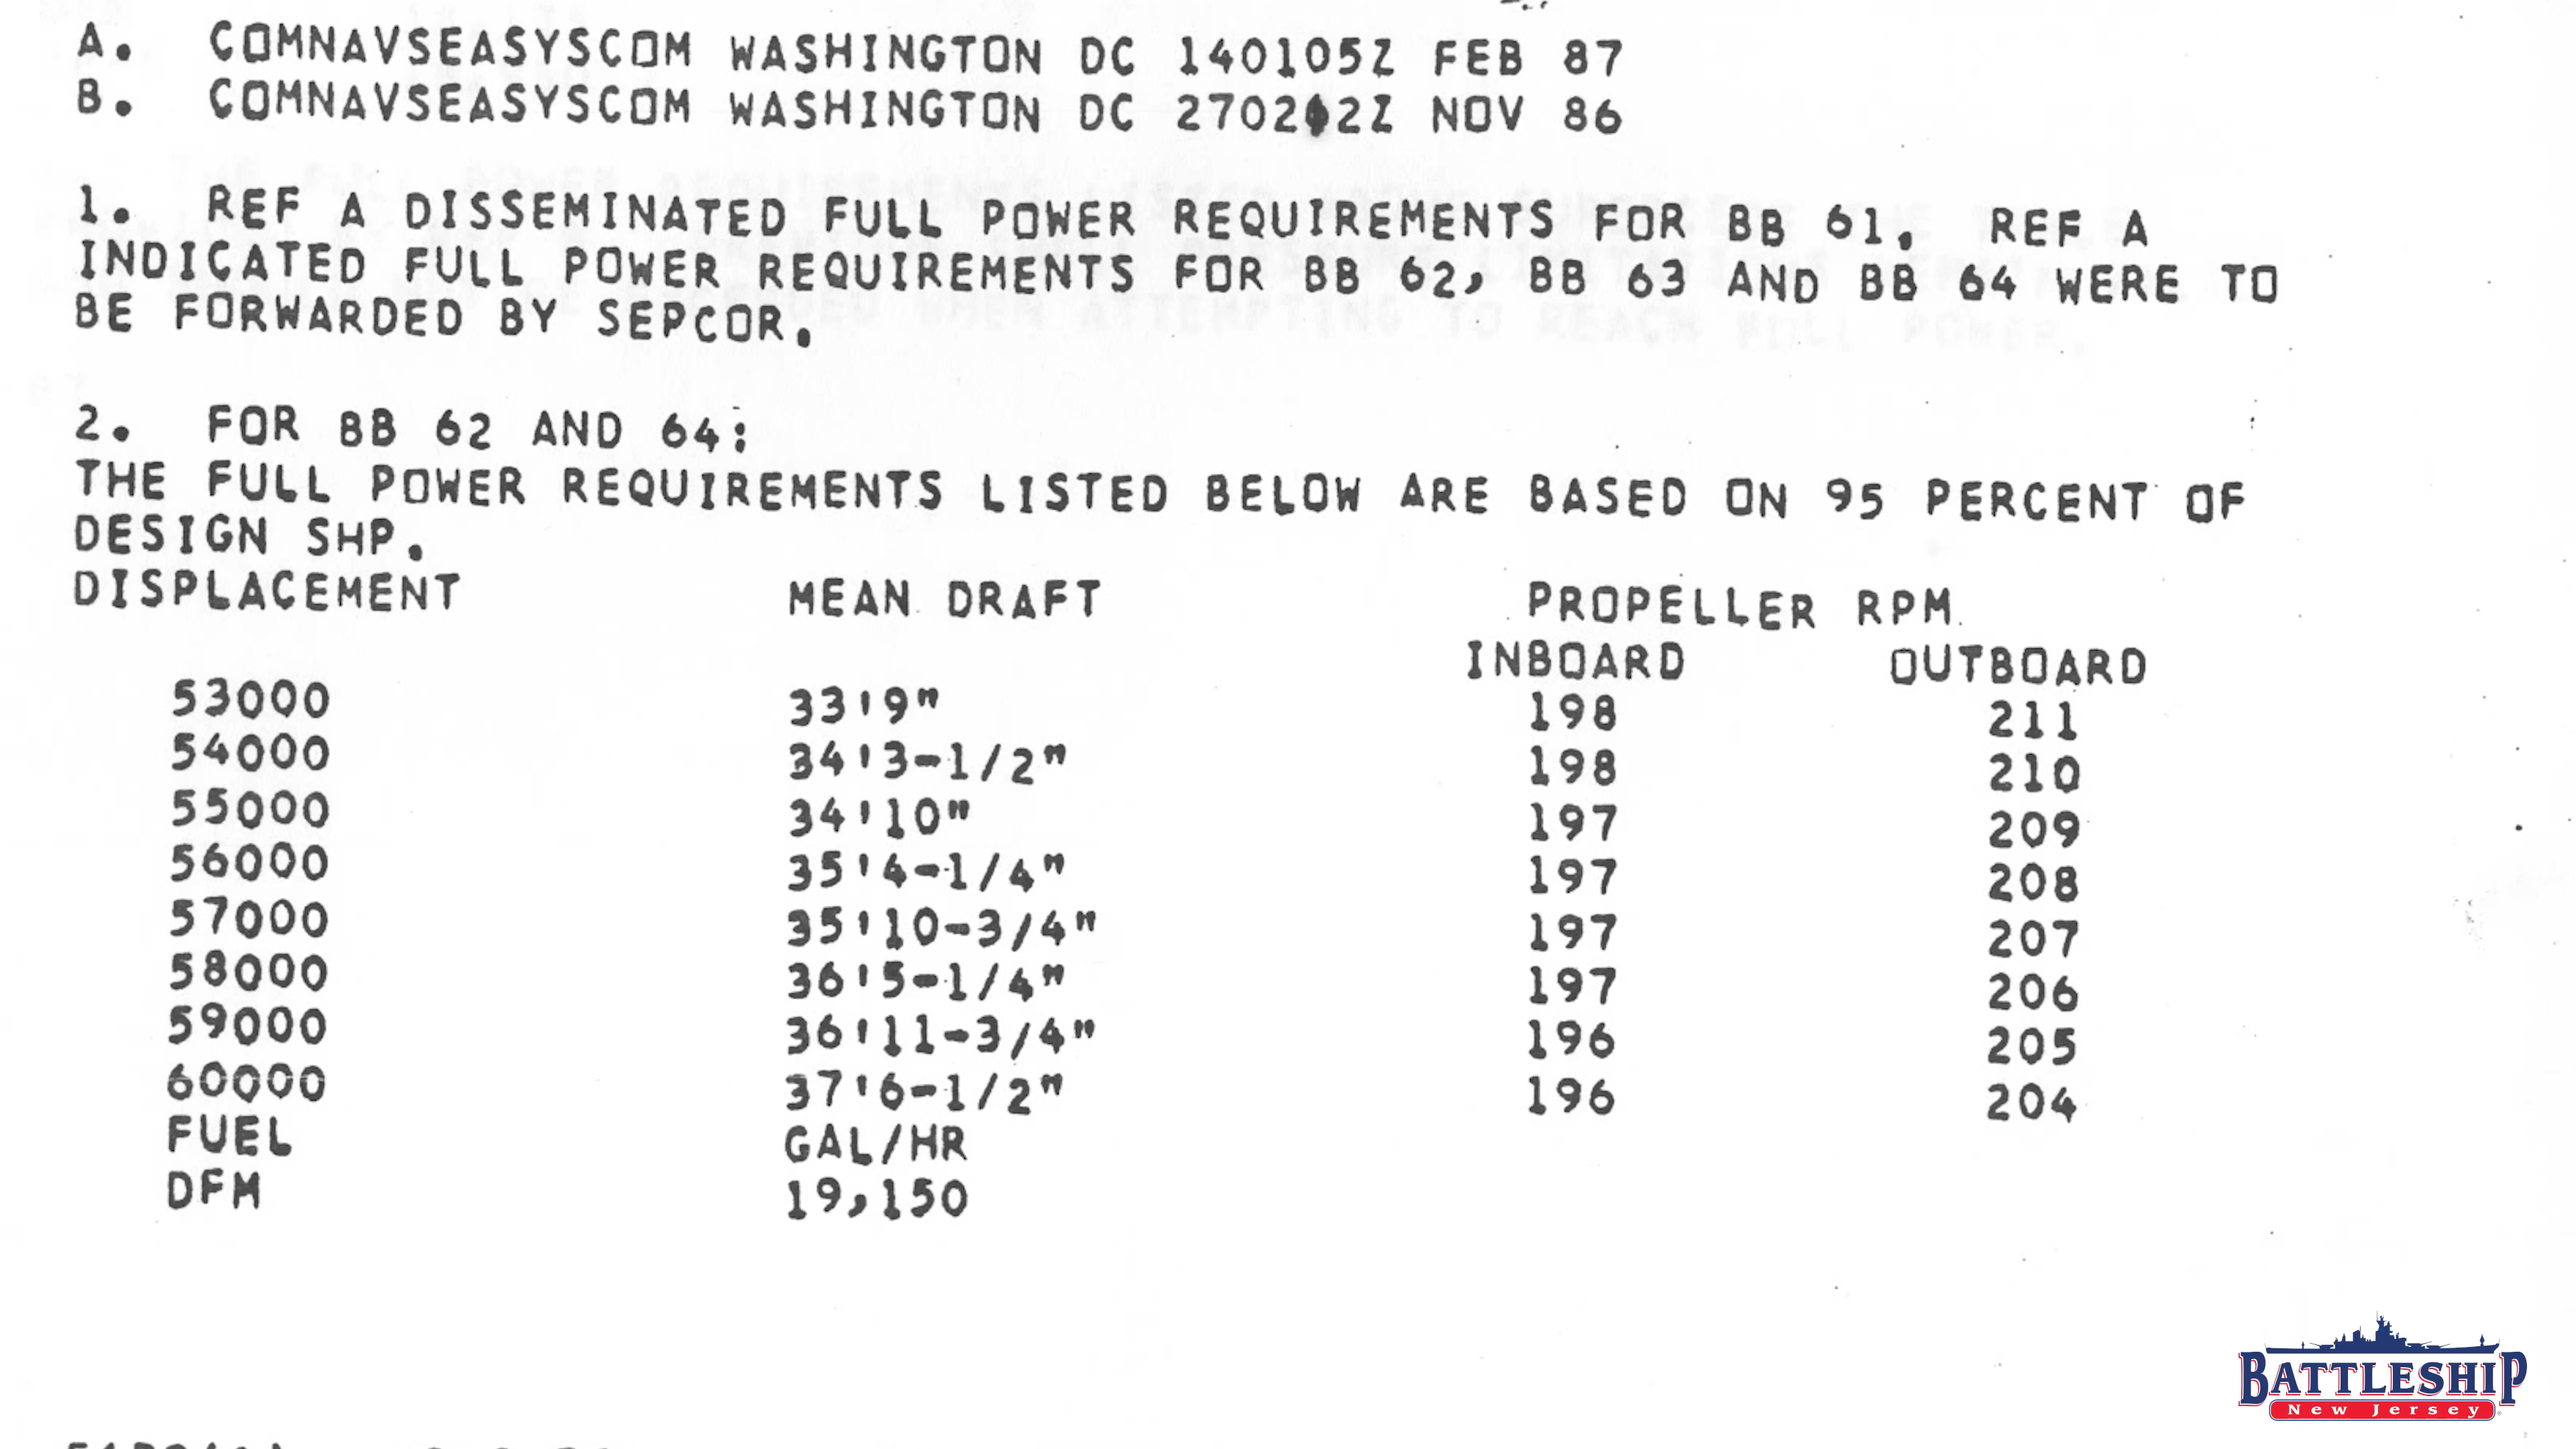 A. COMNAVSEASYSCOM WASHINGTON DC 140105Z FEB 87
B. COMNAVSEASYSCOM WASHINGTON DC NOV 86
1. REF A DISSEMINATED FULL POWER REQUIREMENTS FOR BB 61. REF A
INDICATED FULL POWER REQUIREMENTS FOR BB 62, BB 63 AND BB 64 WERE TO
BE FORWARDED BY SEPCOR.
2. FOR BB 62 AND 64:
THE FULL POWER REQUIREMENTS LISTED BELOW ARE BASED ON 95 PERCENT OF
DESIGN SHP.
DISPLACEMENT MEAN DRAFT PROPELLER RPM
INBOARD OUTBOARD
53000 33'9" 198 211
54000 34'3-1/2" 198 210
55000 34'10" 197 209
56000 35'4-1/4" 197 208
57000 35'10-3/4" 197 207
58000 36'5-1/4" 197 206
59000 36'11-3/4" 196 205
60000 37'6-1/2" 196 204
FUEL GAL/HR
DFM 19,150
BATTLESHIP
New Jersey